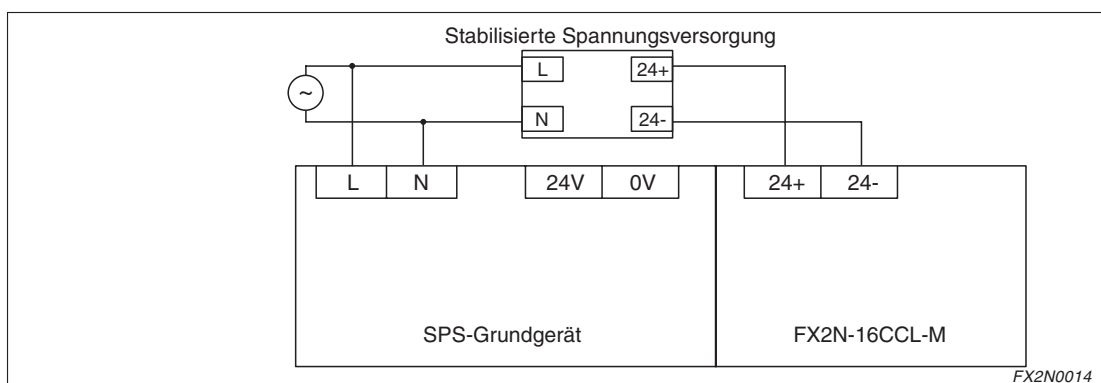 Stabilisierte Spannungsversorgung
L 24+
~
N 24-
L N 24V 0V 24+ 24-
SPS-Grundgerät FX2N-16CCL-M
FX2N0014